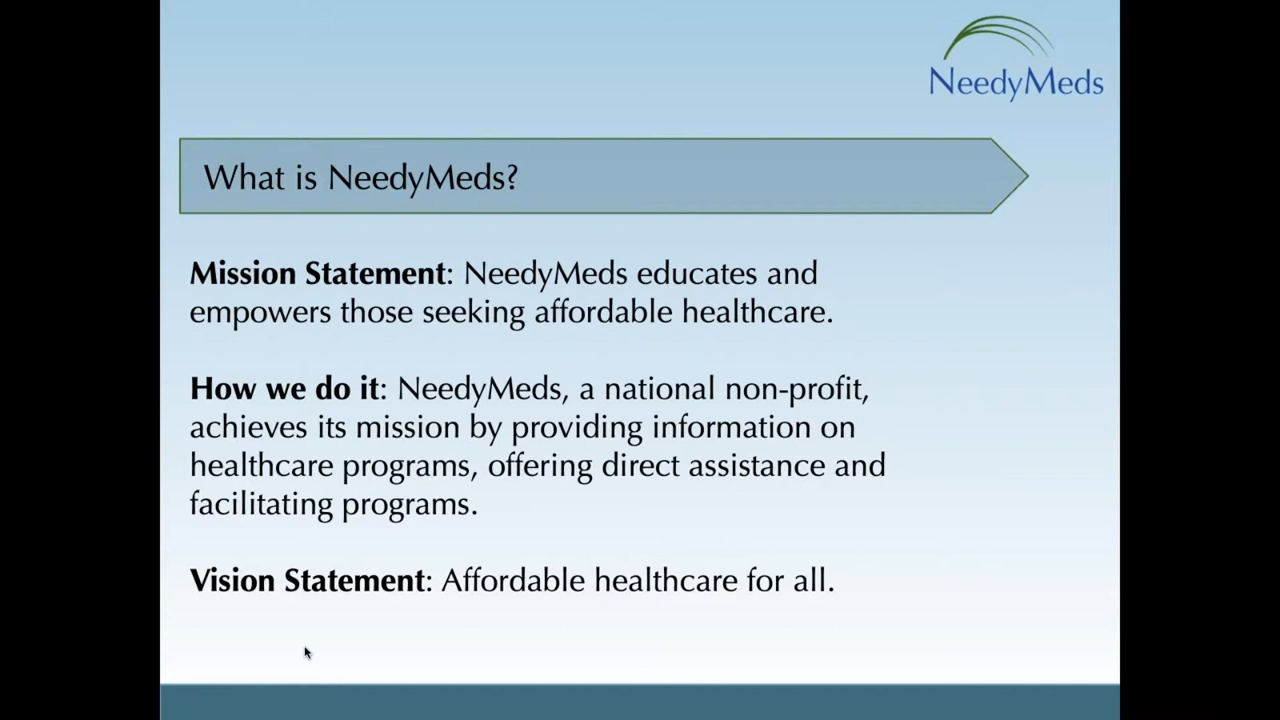 NeedyMeds
What is NeedyMeds?
Mission Statement: NeedyMeds educates and
empowers those seeking affordable healthcare.
How we do it: NeedyMeds, a national non-profit,
achieves its mission by providing information on
healthcare programs, offering direct assistance and
facilitating programs.
Vision Statement: Affordable healthcare for all.